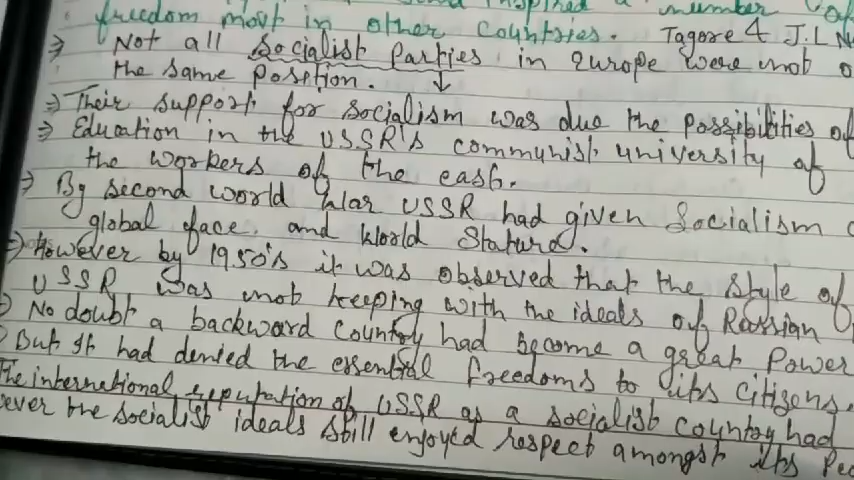 inspired a number of
freedom movt in other countries. Tagore & J.L N
⇒ Not all socialist Parties in Europe were not o
the same position. ↓
⇒ Their support for socialism was due the possibilities of
⇒ Eduation in the USSR's communist university of
the workers of the east.
⇒ By second world War USSR had given Socialism a
global face, and World Stature.
⇒ However by 1950's it was observed that the style of
USSR was not keeping with the ideals of Russian
No doubt a backward country had become a great Power
But It had denied the essential freedoms to its Citizens.
The international reputation of USSR as a socialist country had
ever the socialist ideals still enjoyed respect amongst its Peo